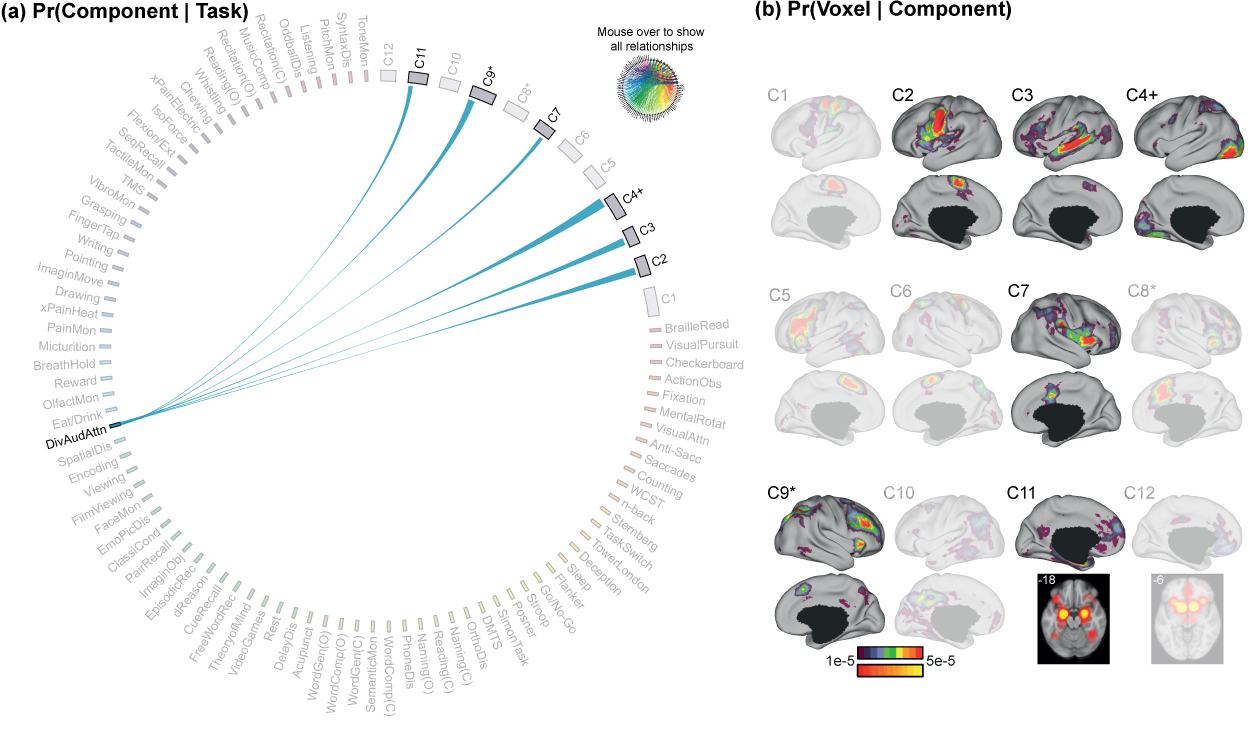 (a) Pr(Component | Task)
(b) Pr(Voxel | Component)
Mouse over to show
all relationships
C12
C11
C10
C9*
C8*
C7
C6
C5
C4+
C3
C2
C1
BrailleRead
VisualPursuit
Checkerboard
ActionObs
Fixation
MentalRotat
VisualAttn
Anti-Sacc
Saccades
Counting
WCST
n-back
Sternberg
TaskSwitch
TowerLondon
Deception
Sleep
Flanker
Go/No-Go
Stroop
Posner
SimonTask
DMTS
OrthoDis
Naming(C)
Reading(C)
Naming(O)
PhoneDis
WordComp(C)
SemanticMon
WordGen(C)
WordComp(O)
WordGen(O)
Acupunct
DelayDis
Rest
VideoGames
TheoryofMind
FreeWordRec
CueRecall
dReason
EpisodicRec
ImaginObj
PairRecall
ClassiCond
EmoPicDis
FaceMon
FilmViewing
Viewing
Encoding
SpatialDis
DivAudAttn
Eat/Drink
OlfactMon
Reward
BreathHold
Micturition
PainMon
xPainHeat
Drawing
ImaginMove
Pointing
Writing
FingerTap
Grasping
VibroMon
TMS
TactileMon
SeqRecall
Flexion/Ext
IsoForce
xPainElectric
Chewing
Whistling
Reading(O)
Recitation(O)
MusicComp
Recitation(C)
OddballDis
Listening
PitchMon
SyntaxDis
ToneMon
C1
C2
C3
C4+
C5
C6
C7
C8*
C9*
C10
C11
C12
-18
-6
1e-5
5e-5